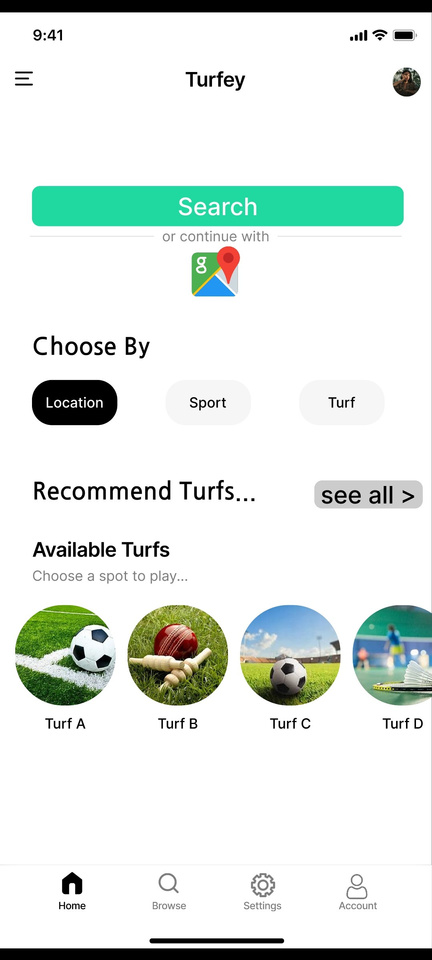 9:41
Turfey
Search
or continue with
g
Choose By
Location Sport Turf
Recommend Turfs... see all >
Available Turfs
Choose a spot to play...
Turf A Turf B Turf C Turf D
Home Browse Settings Account